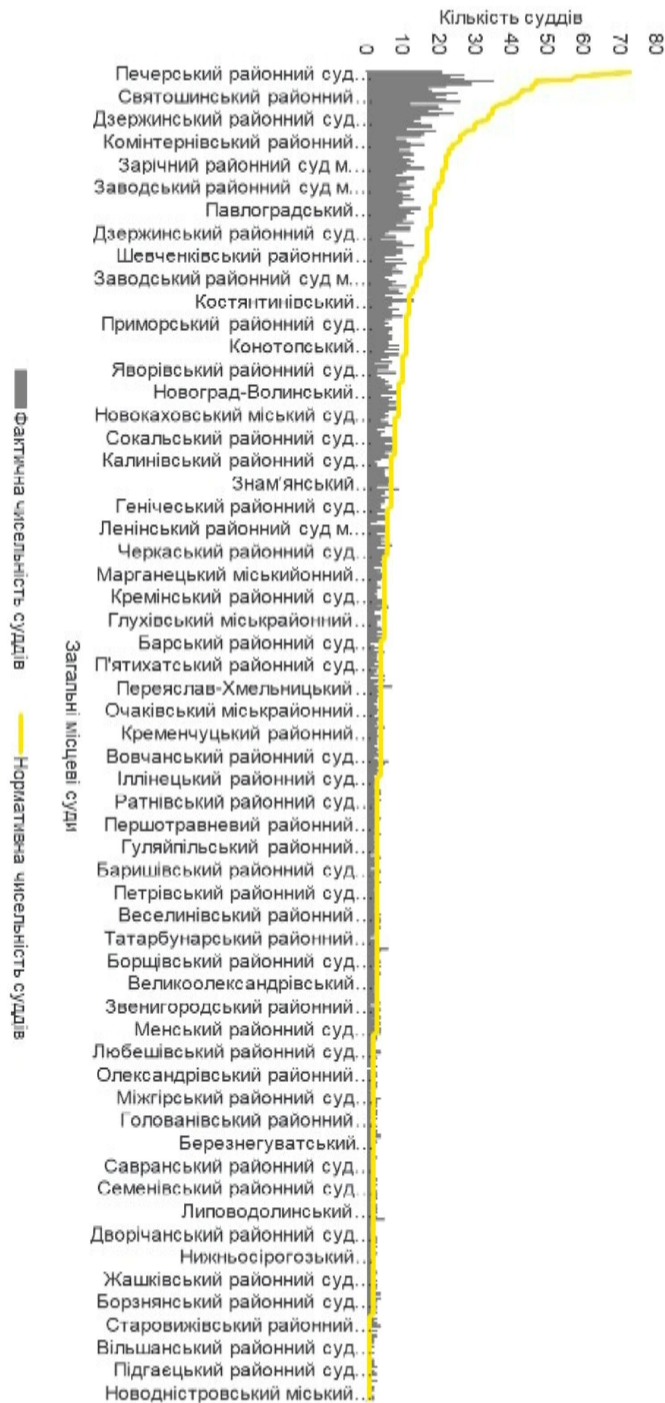 Кількість суддів
0 10 20 30 40 50 60 70 80
Печерський районний суд...
Святошинський районний...
Дзержинський районний суд...
Комінтернівський районний...
Зарічний районний суд м....
Заводський районний суд м....
Павлоградський...
Дзержинський районний суд...
Шевченківський районний...
Заводський районний суд м....
Костянтинівський...
Приморський районний суд...
Конотопський...
Яворівський районний суд...
Новоград-Волинський...
Новокаховський міський суд...
Сокальський районний суд...
Калинівський районний суд...
Знам'янський...
Генічеський районний суд...
Ленінський районний суд м....
Черкаський районний суд...
Марганецький міськийонний...
Кремінський районний суд...
Глухівський міськрайонний...
Барський районний суд...
П'ятихатський районний суд...
Переяслав-Хмельницький...
Очаківський міськрайонний...
Кременчуцький районний...
Вовчанський районний суд...
Іллінецький районний суд...
Ратнівський районний суд...
Першотравневий районний...
Гуляйпільський районний...
Баришівський районний суд...
Петрівський районний суд...
Веселинівський районний...
Татарбунарський районний...
Борщівський районний суд...
Великоолександрівський...
Звенигородський районний...
Менський районний суд...
Любешівський районний суд...
Олександрівський районний...
Міжгірський районний суд...
Голованівський районний...
Березнегуватський...
Савранський районний суд...
Семенівський районний суд...
Липоводолинський...
Дворічанський районний суд...
Нижньосірогозький...
Жашківський районний суд...
Борзнянський районний суд...
Старовижівський районний...
Вільшанський районний суд...
Підгаєцький районний суд...
Новодністровський міський...
Загальні місцеві суди
Фактична чисельність суддів
Нормативна чисельність суддів